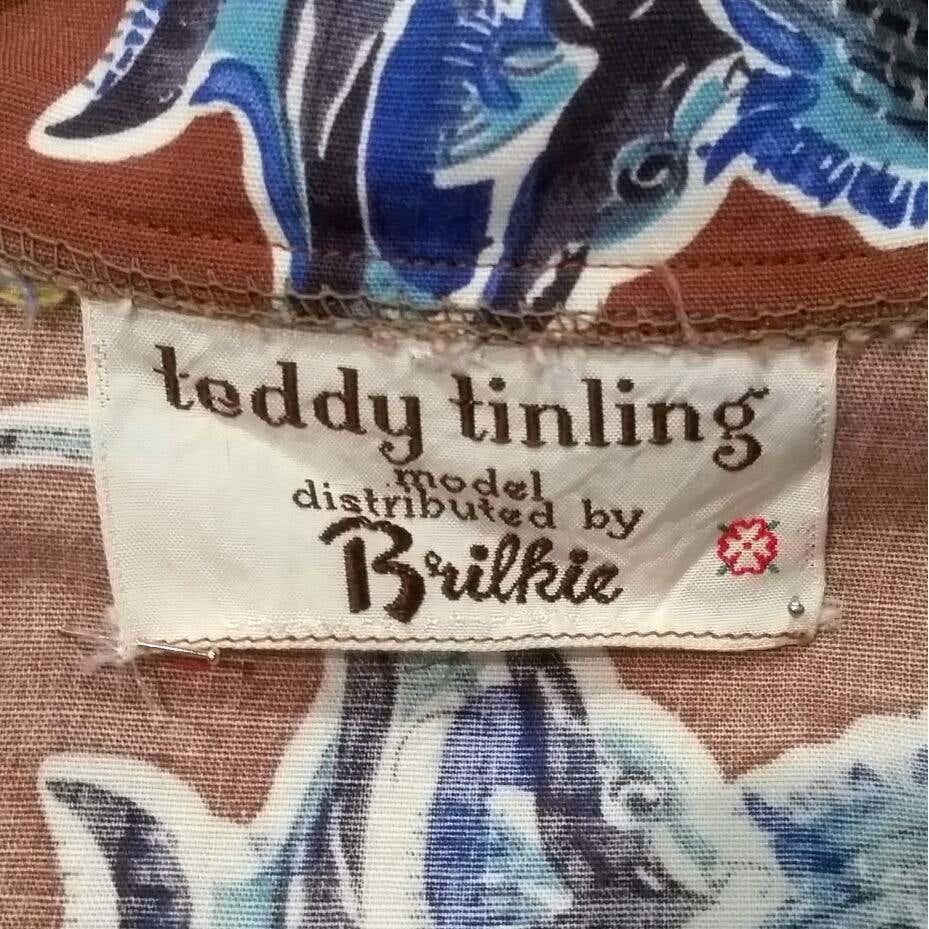 teddy tinling
model
distributed by
Brilkie